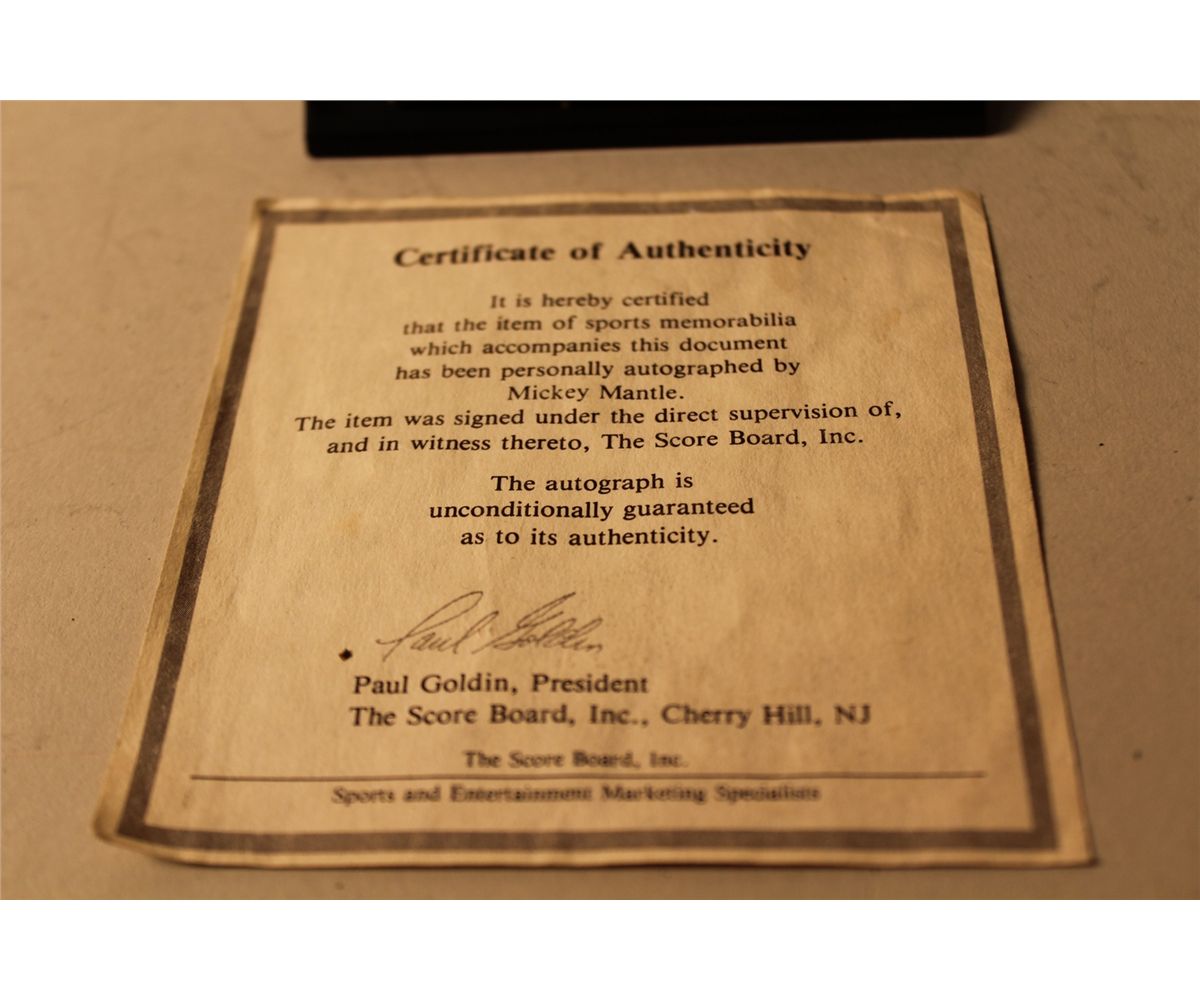 Certificate of Authenticity
It is hereby certified
that the item of sports memorabilia
which accompanies this document
has been personally autographed by
Mickey Mantle.
The item was signed under the direct supervision of,
and in witness thereto, The Score Board, Inc.
The autograph is
unconditionally guaranteed
as to its authenticity.
Paul Goldin
Paul Goldin, President
The Score Board, Inc., Cherry Hill, NJ
The Score Board, Inc.
Sports and Entertainment Marketing Specialists